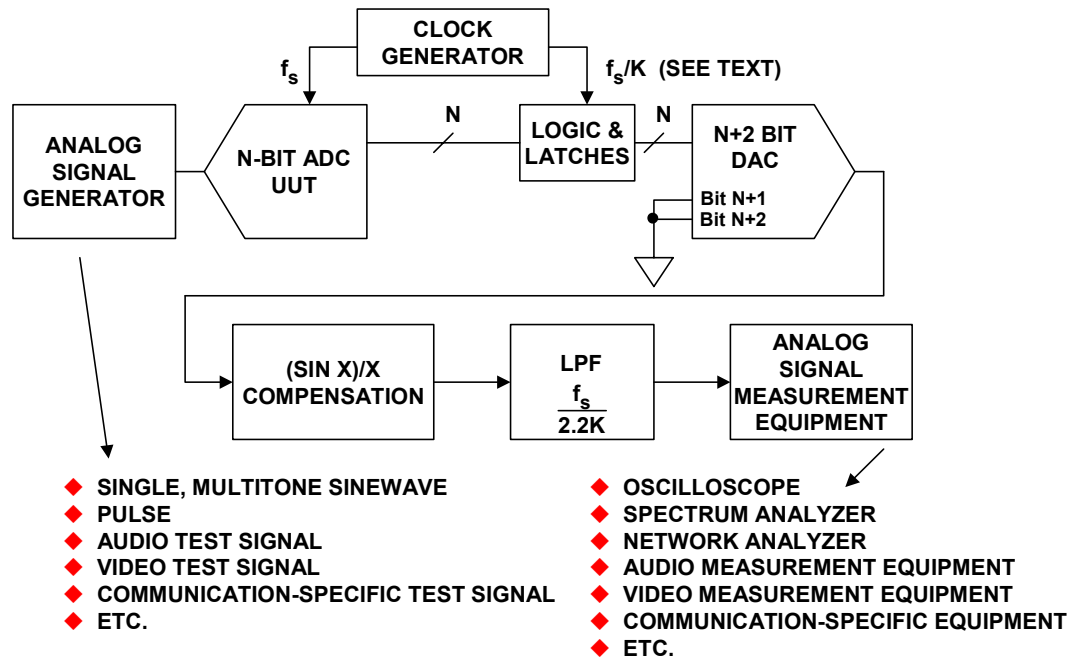 CLOCK
GENERATOR
fs
fs/K (SEE TEXT)
ANALOG
SIGNAL
GENERATOR
N-BIT ADC
UUT
N
LOGIC &
LATCHES
N
N+2 BIT
DAC
Bit N+1
Bit N+2
(SIN X)/X
COMPENSATION
LPF
fs
2.2K
ANALOG
SIGNAL
MEASUREMENT
EQUIPMENT
SINGLE, MULTITONE SINEWAVE
PULSE
AUDIO TEST SIGNAL
VIDEO TEST SIGNAL
COMMUNICATION-SPECIFIC TEST SIGNAL
ETC.
OSCILLOSCOPE
SPECTRUM ANALYZER
NETWORK ANALYZER
AUDIO MEASUREMENT EQUIPMENT
VIDEO MEASUREMENT EQUIPMENT
COMMUNICATION-SPECIFIC EQUIPMENT
ETC.